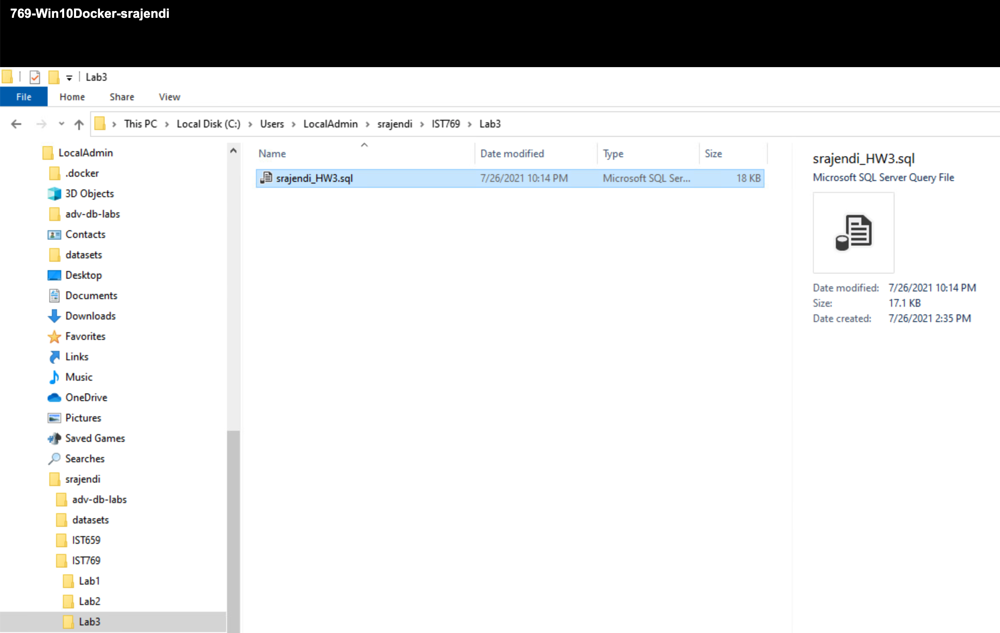 769-Win10Docker-srajendi
Lab3
File Home Share View
This PC > Local Disk (C:) > Users > LocalAdmin > srajendi > IST769 > Lab3
Name Date modified Type Size
srajendi_HW3.sql 7/26/2021 10:14 PM Microsoft SQL Ser... 18 KB
LocalAdmin
.docker
3D Objects
adv-db-labs
Contacts
datasets
Desktop
Documents
Downloads
Favorites
Links
Music
OneDrive
Pictures
Saved Games
Searches
srajendi
adv-db-labs
datasets
IST659
IST769
Lab1
Lab2
Lab3
srajendi_HW3.sql
Microsoft SQL Server Query File
Date modified: 7/26/2021 10:14 PM
Size: 17.1 KB
Date created: 7/26/2021 2:35 PM